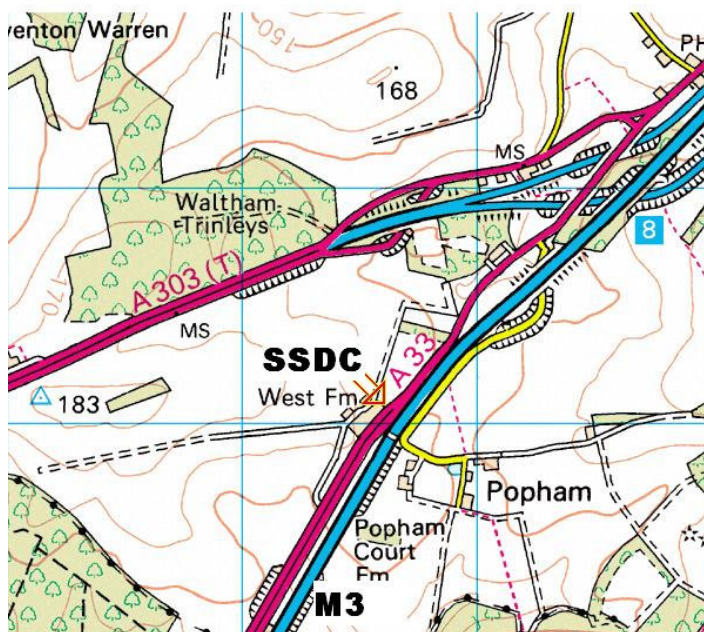 venton Warren
150
168
PH
MS
Waltham
Trinleys
8
170
A 303 (T)
MS
SSDC
A 33
183
West Fm
Popham
Popham
Court
Fm
M3